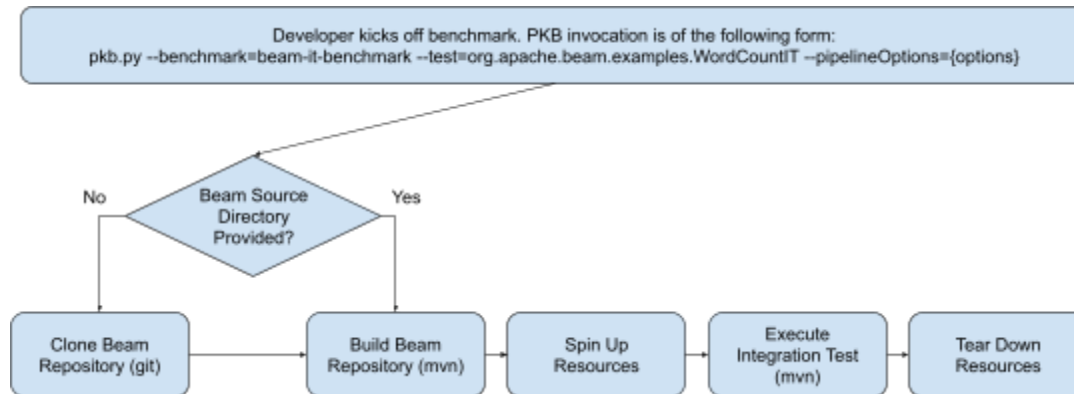 Developer kicks off benchmark. PKB invocation is of the following form:
pkb.py --benchmark=beam-it-benchmark --test=org.apache.beam.examples.WordCountIT --pipelineOptions={options}
No
Beam Source
Directory
Provided?
Yes
Clone Beam
Repository (git)
Build Beam
Repository (mvn)
Spin Up
Resources
Execute
Integration Test
(mvn)
Tear Down
Resources